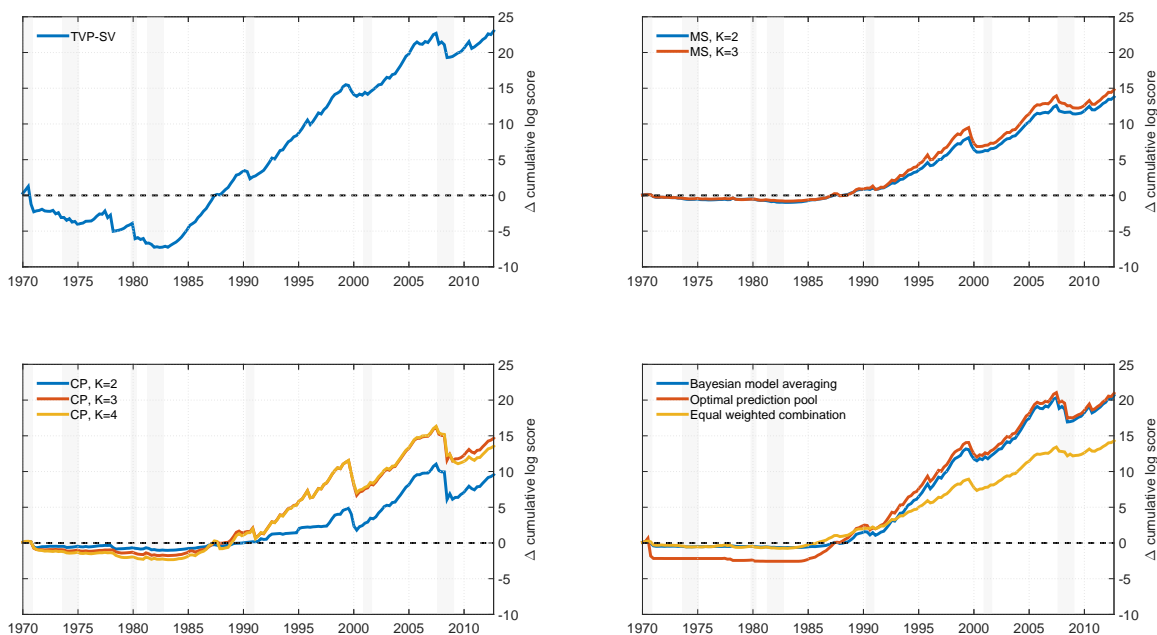 TVP-SV
25
20
15
10
5
0
-5
-10
Δ cumulative log score
1970 1975 1980 1985 1990 1995 2000 2005 2010
MS, K=2
MS, K=3
25
20
15
10
5
0
-5
-10
Δ cumulative log score
1970 1975 1980 1985 1990 1995 2000 2005 2010
CP, K=2
CP, K=3
CP, K=4
25
20
15
10
5
0
-5
-10
Δ cumulative log score
1970 1975 1980 1985 1990 1995 2000 2005 2010
Bayesian model averaging
Optimal prediction pool
Equal weighted combination
25
20
15
10
5
0
-5
-10
Δ cumulative log score
1970 1975 1980 1985 1990 1995 2000 2005 2010